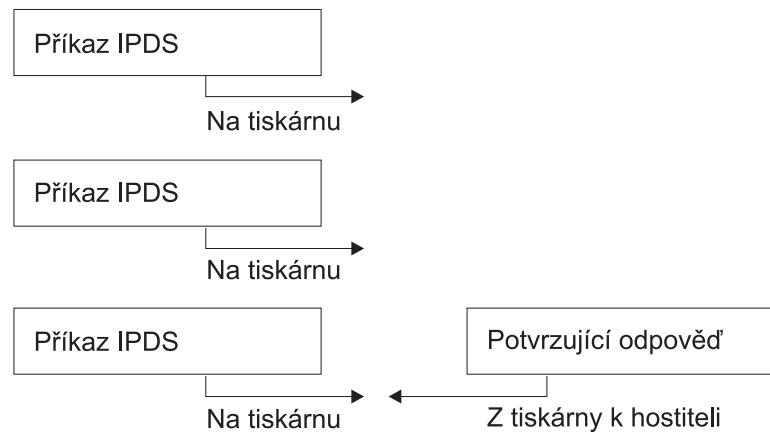 Příkaz IPDS
Na tiskárnu
Příkaz IPDS
Na tiskárnu
Příkaz IPDS
Potvrzující odpověď
Na tiskárnu
Z tiskárny k hostiteli